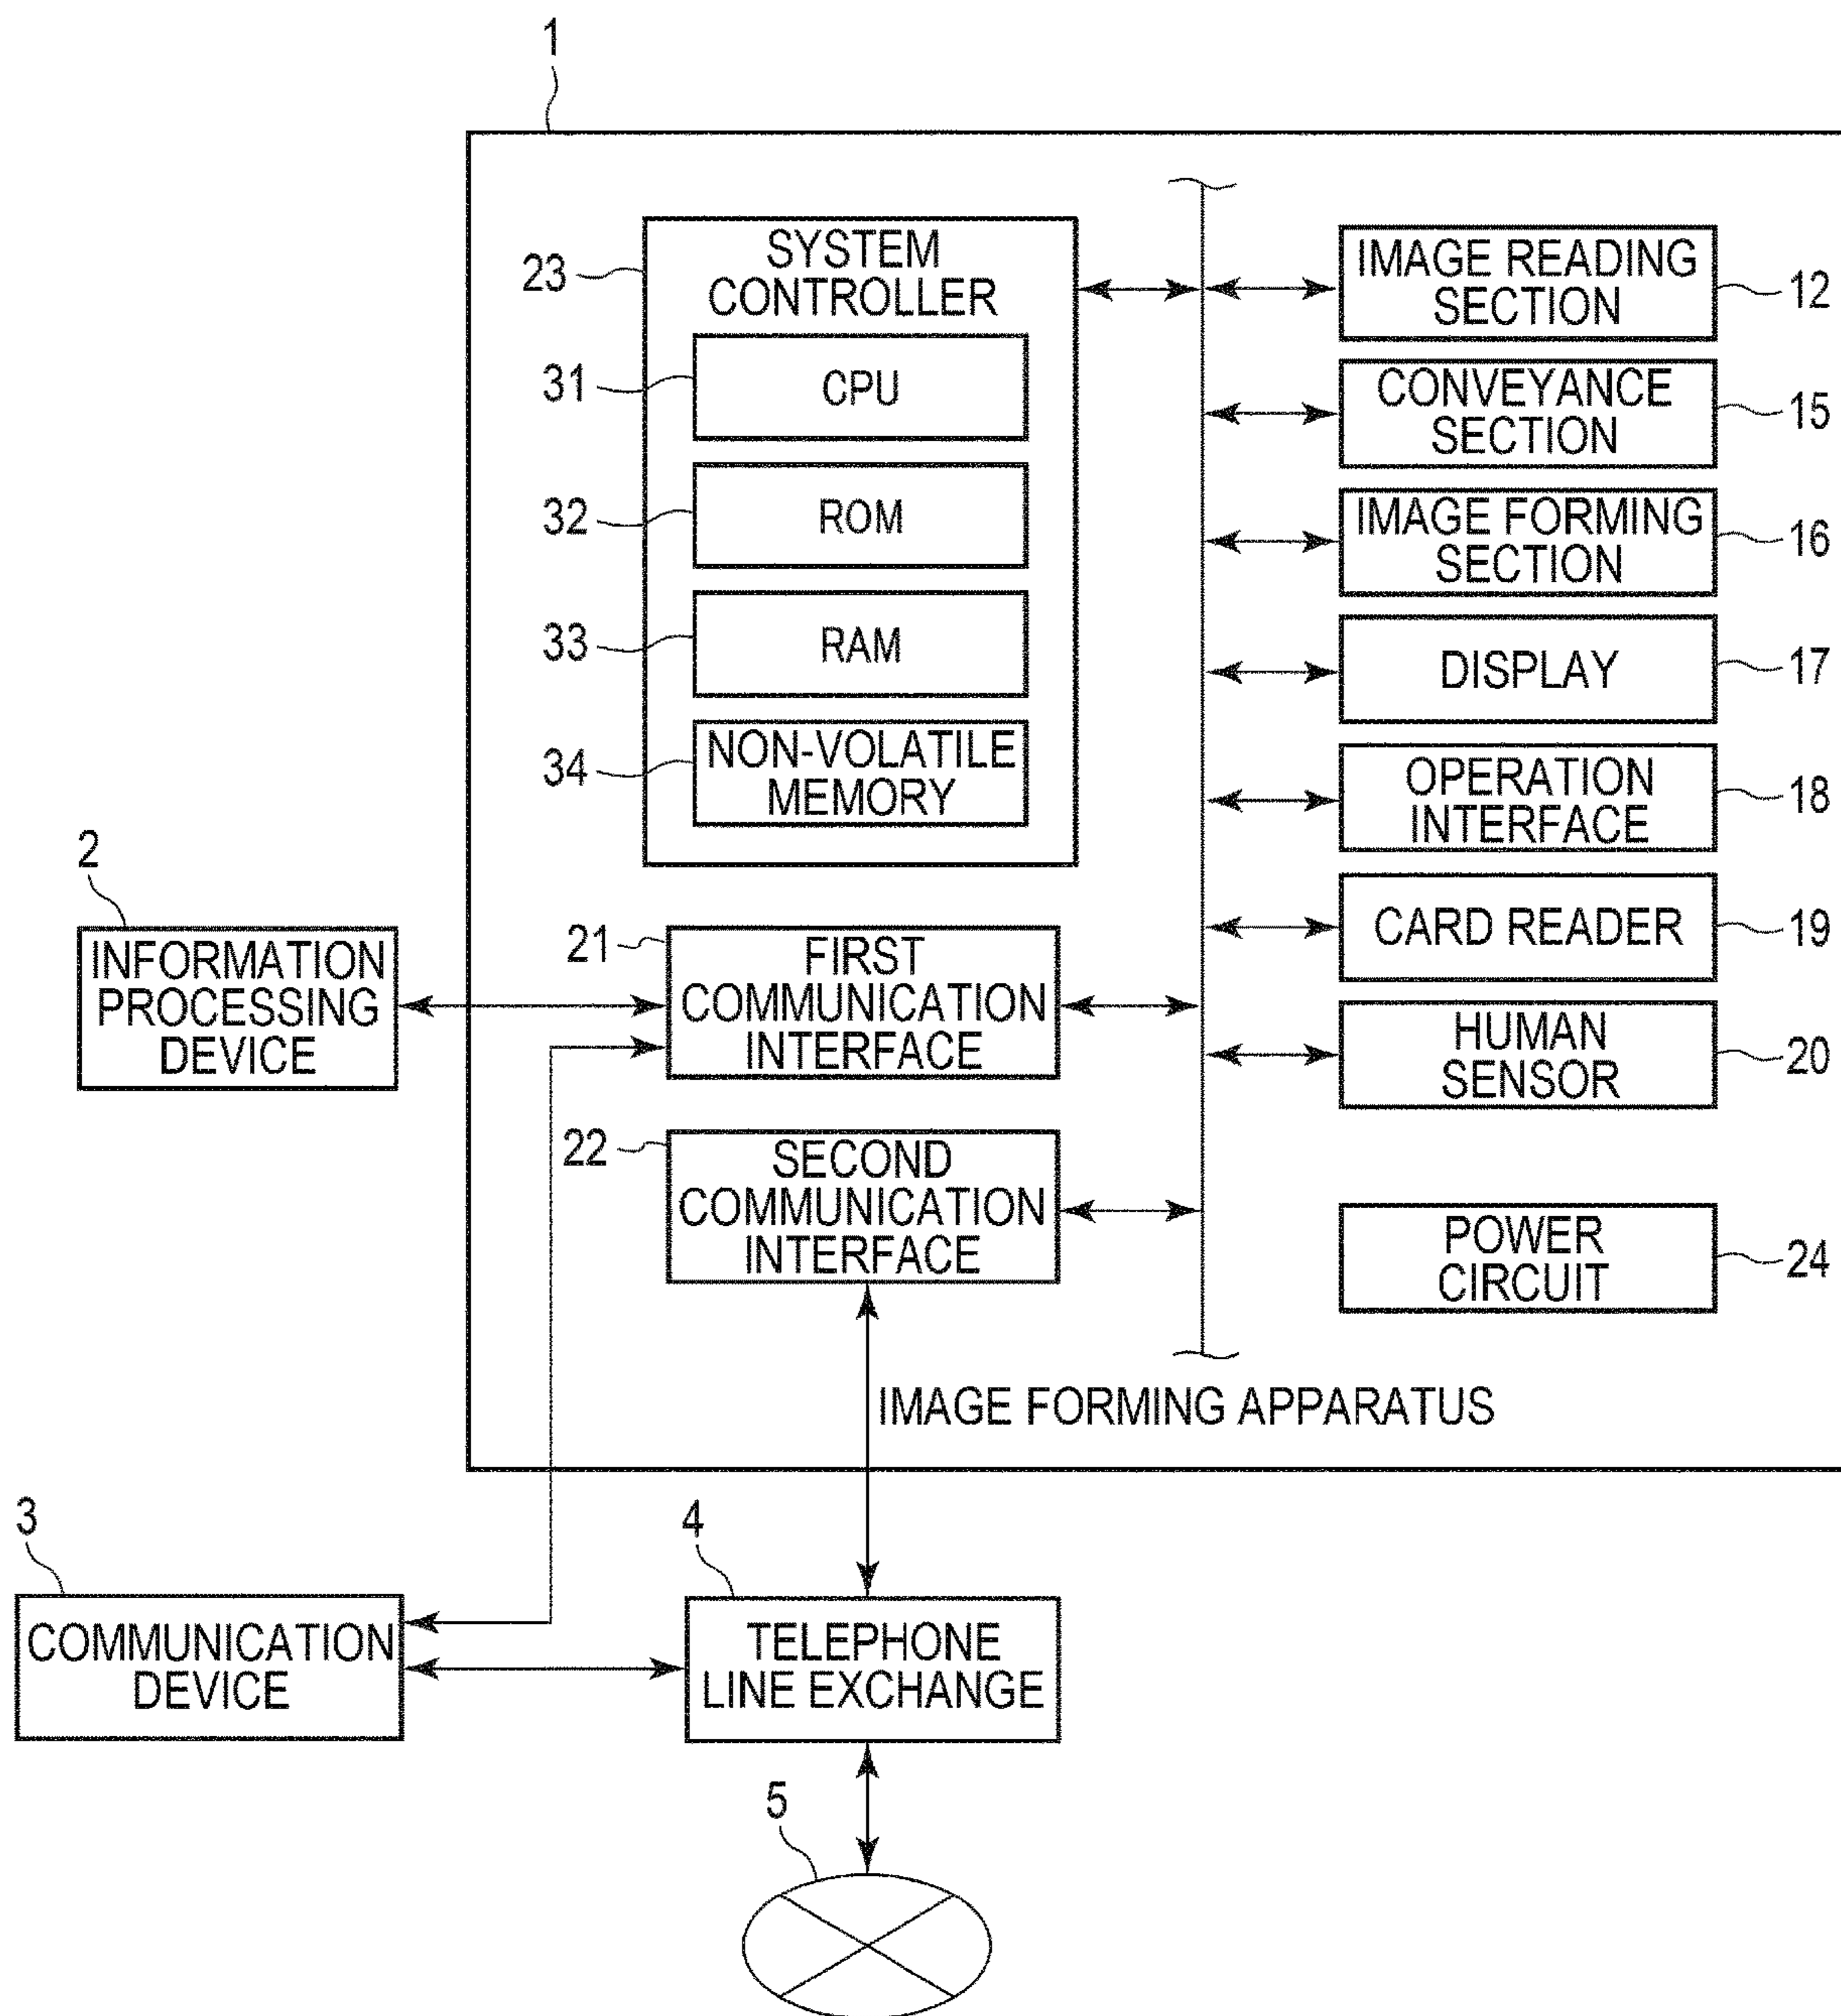 1
SYSTEM
CONTROLLER
23
CPU
31
ROM
32
RAM
33
NON-VOLATILE
MEMORY
34
IMAGE READING
SECTION
12
CONVEYANCE
SECTION
15
IMAGE FORMING
SECTION
16
DISPLAY
17
OPERATION
INTERFACE
18
CARD READER
19
HUMAN
SENSOR
20
POWER
CIRCUIT
24
2
INFORMATION
PROCESSING
DEVICE
21
FIRST
COMMUNICATION
INTERFACE
22
SECOND
COMMUNICATION
INTERFACE
IMAGE FORMING APPARATUS
3
COMMUNICATION
DEVICE
4
TELEPHONE
LINE EXCHANGE
5